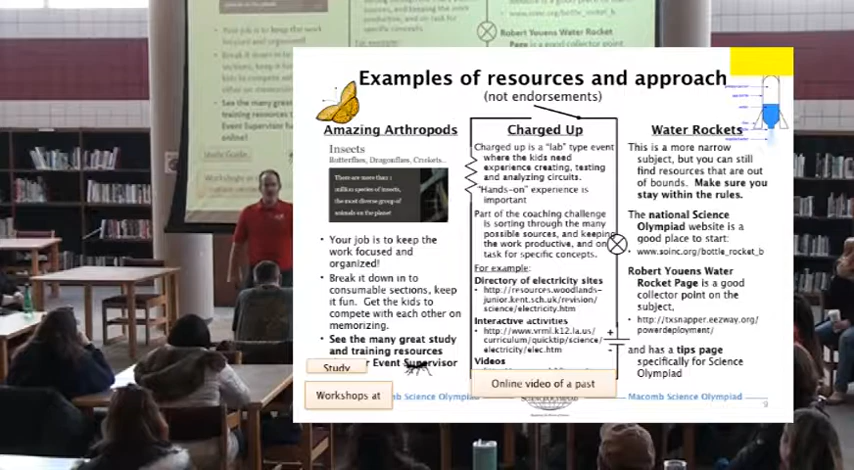 Examples of resources and approach
(not endorsements)
Amazing Arthropods
Insects
Butterflies, Dragonflies, Crickets..
There are more than 1
million species of insects,
the most diverse group of
animals on the planet
Your job is to keep the
work focused and
organized!
Break it down in to
consumable sections, keep
it fun. Get the kids to
compete with each other on
memorizing.
See the many great study
and training resources
r Event Supervisor
Study
Workshops at
Charged Up
Charged up is a "lab" type event
where the kids need
experience creating, testing
and analyzing circuits.
"Hands-on" experience is
important
Part of the coaching challenge
is sorting through the many
possible sources, and keeping
the work productive, and on
task for specific concepts.
For example:
Directory of electricity sites
http://resources.woodlands-
junior.kent.sch.uk/revision/
science/electricity.htm
Interactive activities
http://www.vrml.k12.la.us/
curriculum/quicktip/science/
electricity/elec.htm
Videos
Online video of a past
Water Rockets
This is a more narrow
subject, but you can still
find resources that are out
of bounds. Make sure you
stay within the rules.
The national Science
Olympiad website is a
good place to start:
www.soinc.org/bottle_rocket_b
Robert Youens Water
Rocket Page is a good
collector point on the
subject,
http://txsnapper.eezway.org/
powerdeployment/
and has a tips page
specifically for Science
Olympiad
mb Science Olympiad
Macomb Science Olympiad
9